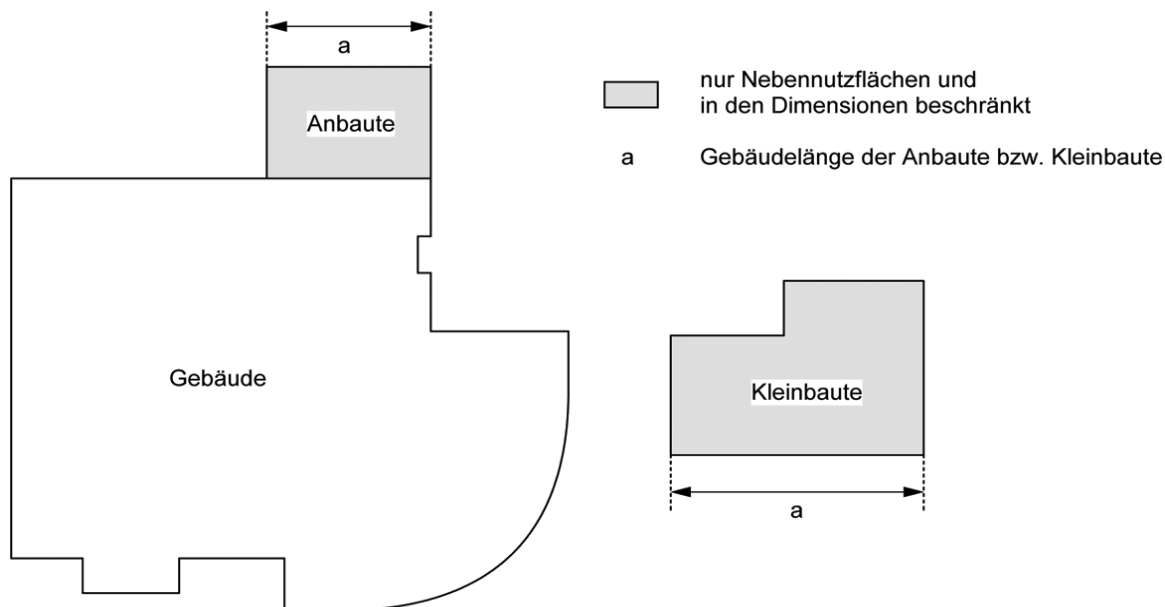 a
Anbaute
nur Nebennutzflächen und
in den Dimensionen beschränkt
a Gebäudelänge der Anbaute bzw. Kleinbaute
Gebäude
Kleinbaute
a